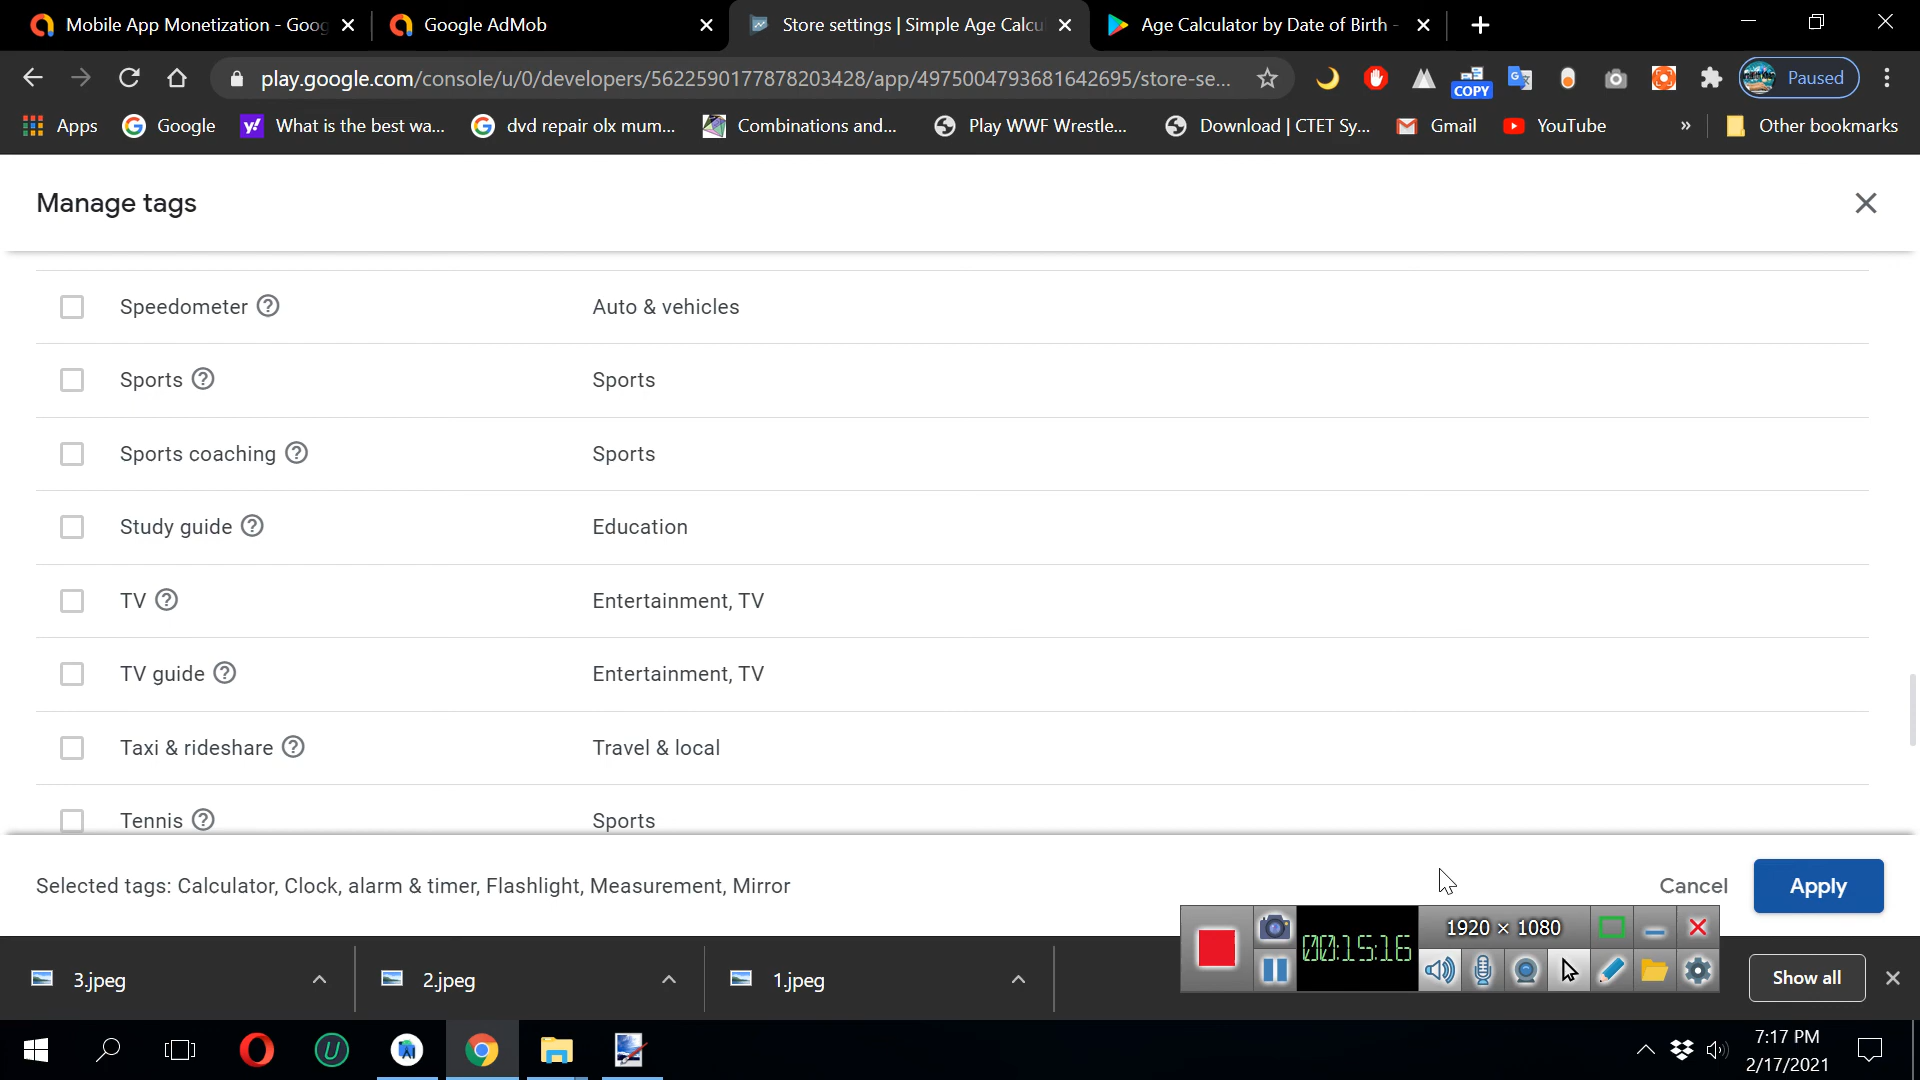 Mobile App Monetization - Goog
Google AdMob
Store settings | Simple Age Calcu
Age Calculator by Date of Birth -
play.google.com/console/u/0/developers/5622590177878203428/app/4975004793681642695/store-se...
COPY
Paused
Apps
Google
What is the best wa...
dvd repair olx mum...
Combinations and...
Play WWF Wrestle...
Download | CTET Sy...
Gmail
YouTube
»
Other bookmarks
Manage tags
Speedometer
Auto & vehicles
Sports
Sports
Sports coaching
Sports
Study guide
Education
TV
Entertainment, TV
TV guide
Entertainment, TV
Taxi & rideshare
Travel & local
Tennis
Sports
Selected tags: Calculator, Clock, alarm & timer, Flashlight, Measurement, Mirror
Cancel
Apply
00:15:16
1920 × 1080
3.jpeg
2.jpeg
1.jpeg
Show all
7:17 PM
2/17/2021